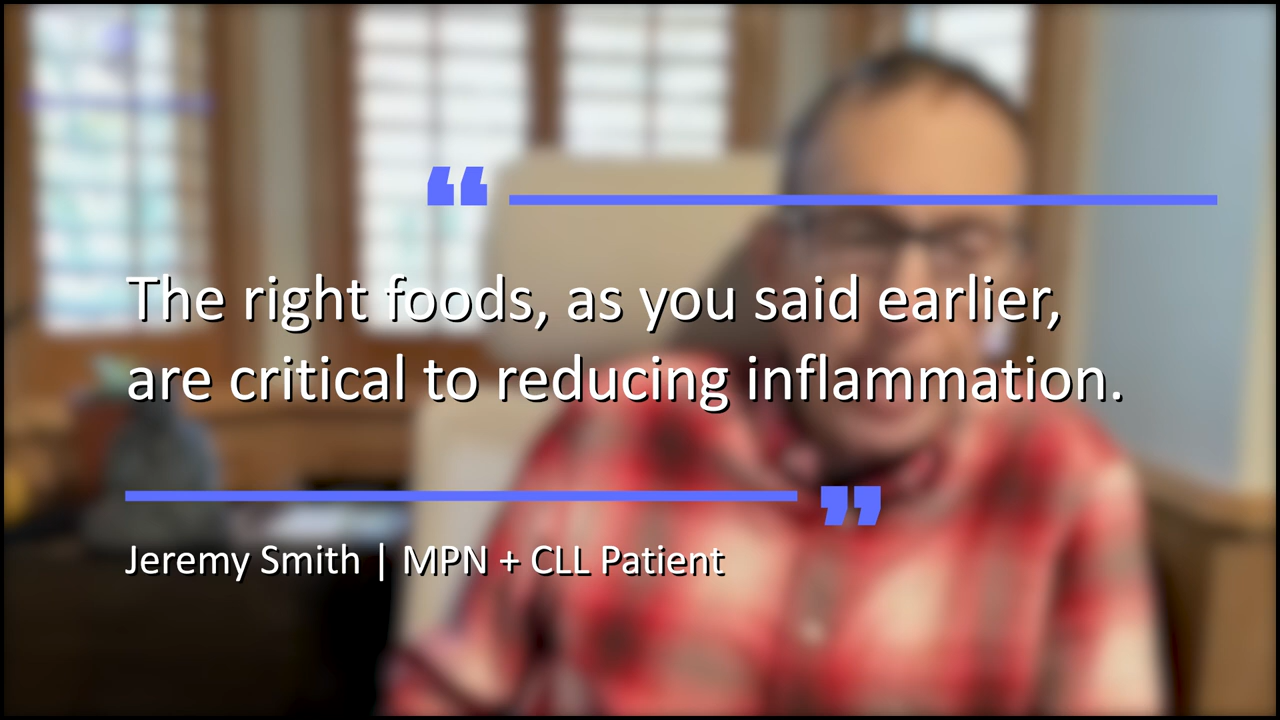 “
The right foods, as you said earlier,
are critical to reducing inflammation.
”
Jeremy Smith | MPN + CLL Patient